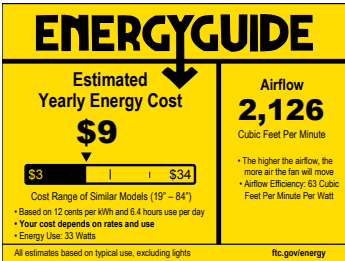 ENERGYGUIDE
Estimated
Yearly Energy Cost
$9
$3
$34
Cost Range of Similar Models (19” – 84”)
• Based on 12 cents per kWh and 6.4 hours use per day
• Your cost depends on rates and use
• Energy Use: 33 Watts
Airflow
2,126
Cubic Feet Per Minute
• The higher the airflow, the
more air the fan will move
• Airflow Efficiency: 63 Cubic
Feet Per Minute Per Watt
All estimates based on typical use, excluding lights
ftc.gov/energy